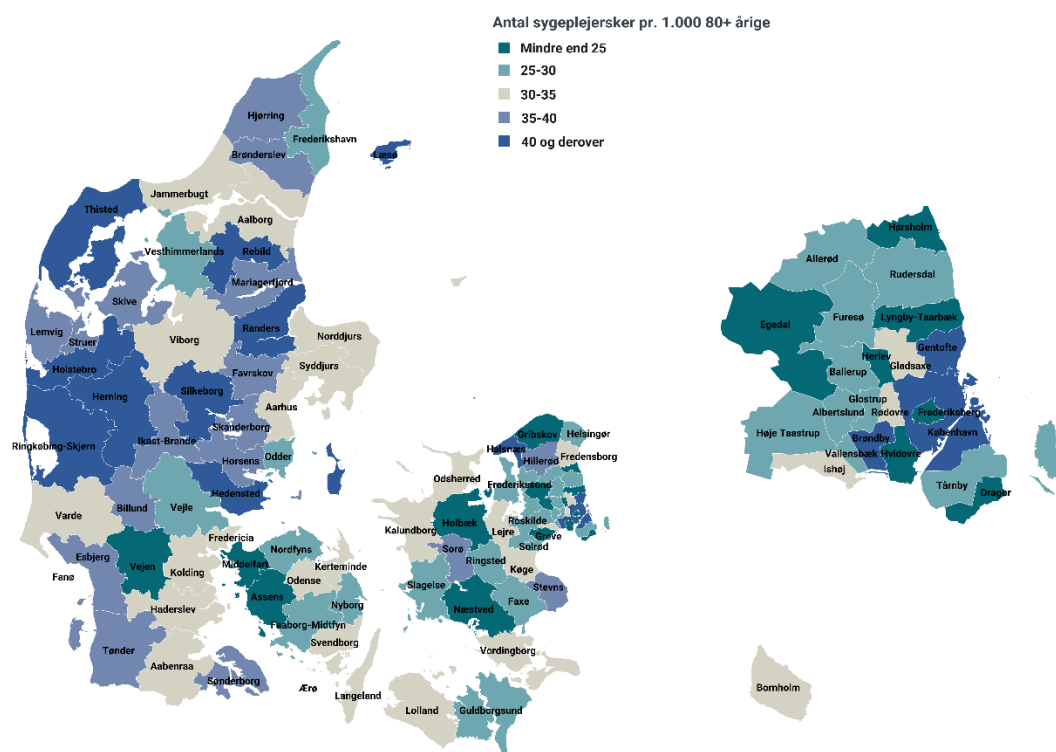 Antal sygeplejersker pr. 1.000 80+ årige
Mindre end 25
25-30
30-35
35-40
40 og derover
Hjørring
Frederikshavn
Brønderslev
Læsø
Jammerbugt
Thisted
Aalborg
Vesthimmerlands
Rebild
Mariagerfjord
Skive
Lemvig
Struer
Viborg
Randers
Norddjurs
Holstebro
Favrskov
Syddjurs
Herning
Silkeborg
Aarhus
Skanderborg
Ringkøbing-Skjern
Ikast-Brande
Odder
Horsens
Hedensted
Billund
Vejle
Varde
Fredericia
Esbjerg
Vejen
Kolding
Fanø
Haderslev
Tønder
Aabenraa
Sønderborg
Middelfart
Nordfyns
Kerteminde
Odense
Assens
Nyborg
Faaborg-Midtfyn
Svendborg
Ærø
Langeland
Gribskov
Helsingør
Halsnæs
Hillerød
Fredensborg
Odsherred
Frederikssund
Kalundborg
Holbæk
Roskilde
Lejre
Greve
Solrød
Sorø
Ringsted
Køge
Slagelse
Stevns
Næstved
Faxe
Vordingborg
Lolland
Guldborgsund
Hørsholm
Allerød
Rudersdal
Egedal
Furesø
Lyngby-Taarbæk
Gentofte
Herlev
Gladsaxe
Ballerup
Glostrup
Rødovre
Frederiksberg
Albertslund
Høje Taastrup
Brøndby
København
Vallensbæk
Hvidovre
Ishøj
Tårnby
Dragør
Bornholm